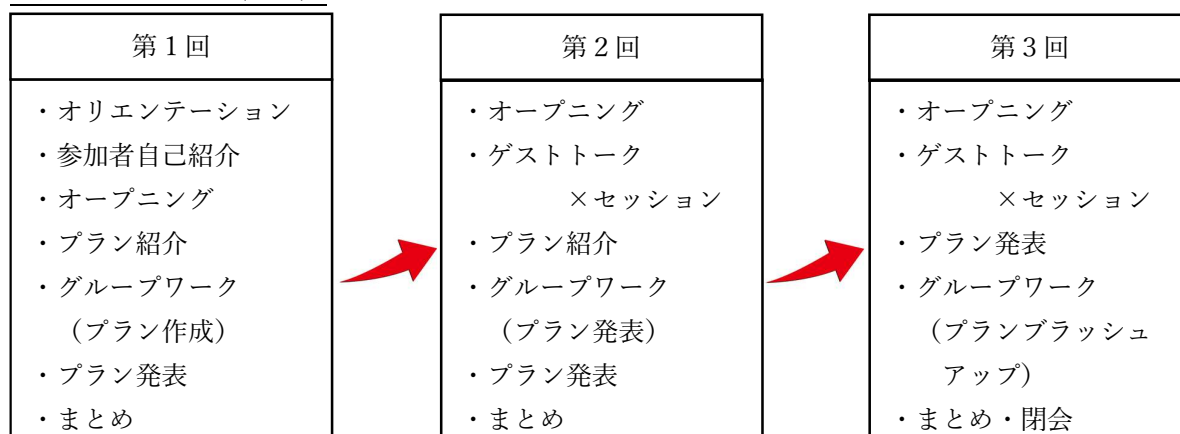 第１回
・オリエンテーション
・参加者自己紹介
・オープニング
・プラン紹介
・グループワーク
（プラン作成）
・プラン発表
・まとめ
第２回
・オープニング
・ゲストトーク
×セッション
・プラン紹介
・グループワーク
（プラン発表）
・プラン発表
・まとめ
第３回
・オープニング
・ゲストトーク
×セッション
・プラン発表
・グループワーク
（プランブラッシュ
アップ）
・まとめ・閉会